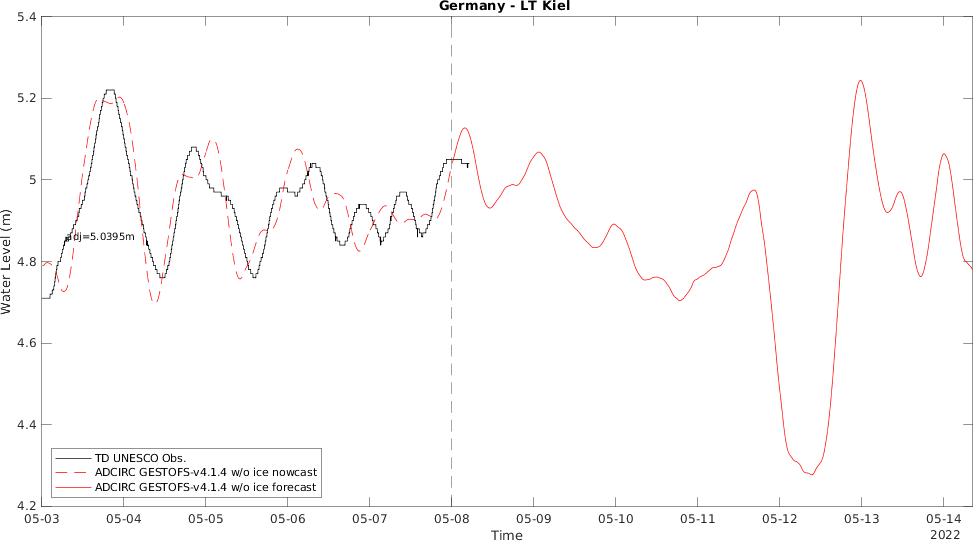 Germany - LT Kiel
5.4
5.2
5
4.8
4.6
4.4
4.2
Water Level (m)
adj=5.0395m
TD UNESCO Obs.
ADCIRC GESTOFS-v4.1.4 w/o ice nowcast
ADCIRC GESTOFS-v4.1.4 w/o ice forecast
05-03 05-04 05-05 05-06 05-07 05-08 05-09 05-10 05-11 05-12 05-13 05-14
Time
2022